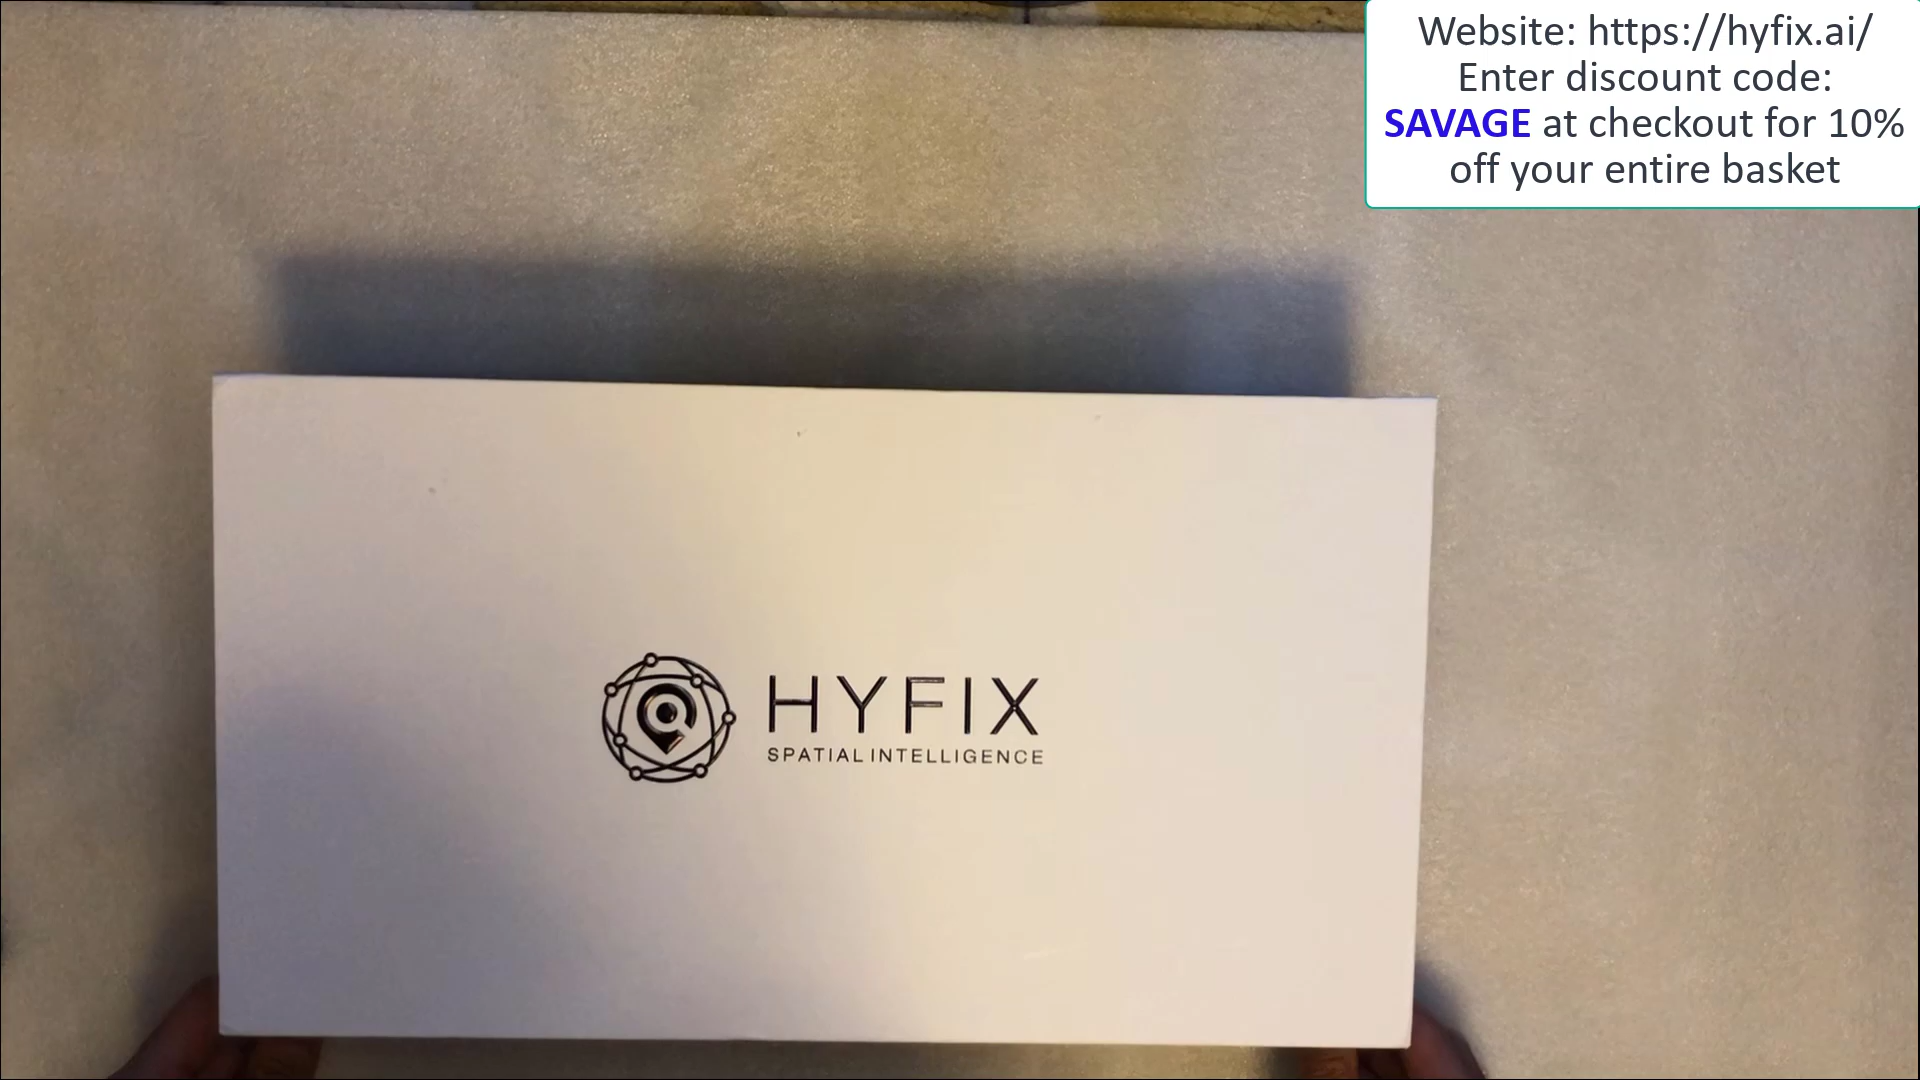 Website: https://hyfix.ai/
Enter discount code:
SAVAGE at checkout for 10%
off your entire basket
HYFIX
SPATIAL INTELLIGENCE